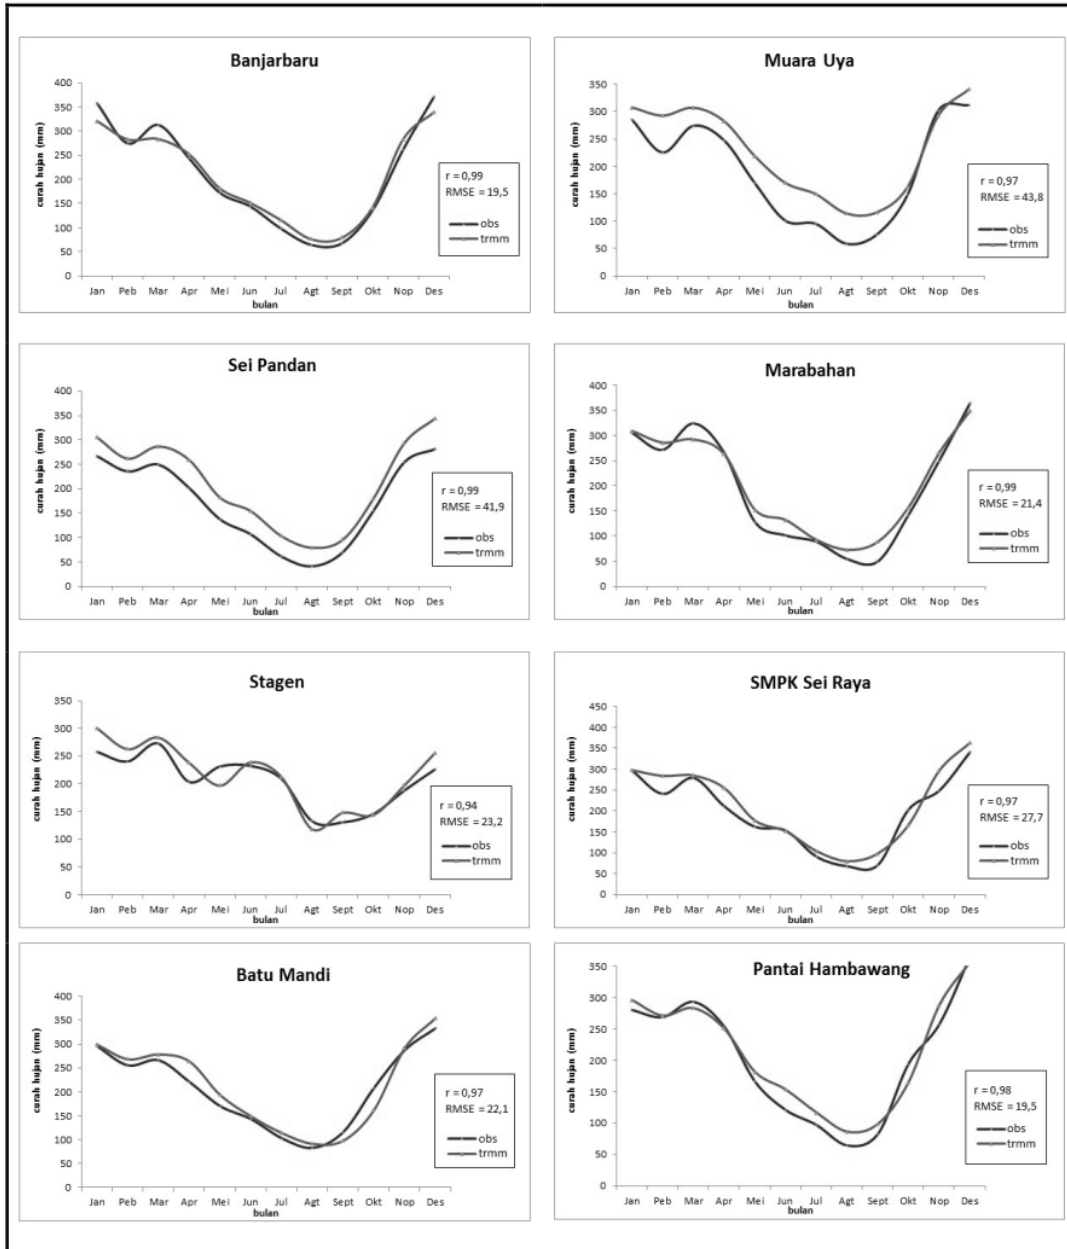 Banjarbaru
curah hujan (mm)
400
350
300
250
200
150
100
50
0
Jan Peb Mar Apr Mei Jun Jul Agt Sept Okt Nop Des
bulan
r = 0,99
RMSE = 19,5
obs
trmm
Muara Uya
curah hujan (mm)
350
300
250
200
150
100
50
0
Jan Peb Mar Apr Mei Jun Jul Agt Sept Okt Nop Des
bulan
r = 0,97
RMSE = 43,8
obs
trmm
Sei Pandan
curah hujan (mm)
400
350
300
250
200
150
100
50
0
Jan Peb Mar Apr Mei Jun Jul Agt Sept Okt Nop Des
bulan
r = 0,99
RMSE = 41,9
obs
trmm
Marabahan
curah hujan (mm)
400
350
300
250
200
150
100
50
0
Jan Peb Mar Apr Mei Jun Jul Agt Sept Okt Nop Des
bulan
r = 0,99
RMSE = 21,4
obs
trmm
Stagen
curah hujan (mm)
350
300
250
200
150
100
50
0
Jan Peb Mar Apr Mei Jun Jul Agt Sept Okt Nop Des
bulan
r = 0,94
RMSE = 23,2
obs
trmm
SMPK Sei Raya
curah hujan (mm)
450
400
350
300
250
200
150
100
50
0
Jan Peb Mar Apr Mei Jun Jul Agt Sept Okt Nop Des
bulan
r = 0,97
RMSE = 27,7
obs
trmm
Batu Mandi
curah hujan (mm)
400
350
300
250
200
150
100
50
0
Jan Peb Mar Apr Mei Jun Jul Agt Sept Okt Nop Des
bulan
r = 0,97
RMSE = 22,1
obs
trmm
Pantai Hambawang
curah hujan (mm)
350
300
250
200
150
100
50
0
Jan Peb Mar Apr Mei Jun Jul Agt Sept Okt Nop Des
bulan
r = 0,98
RMSE = 19,5
obs
trmm